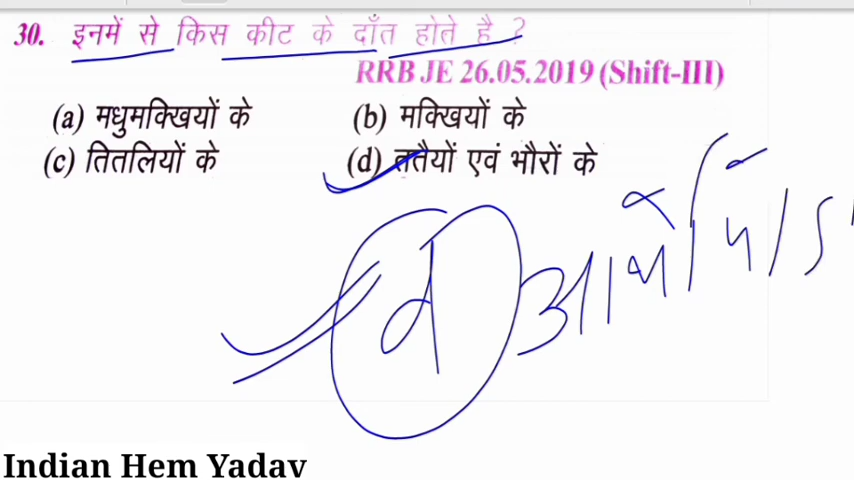 30. इनमें से किस कीट के दाँत होते है ?
RRB JE 26.05.2019 (Shift-III)
(a) मधुमक्खियों के (b) मक्खियों के
(c) तितलियों के (d) ततैयों एवं भौरों के
Indian Hem Yadav